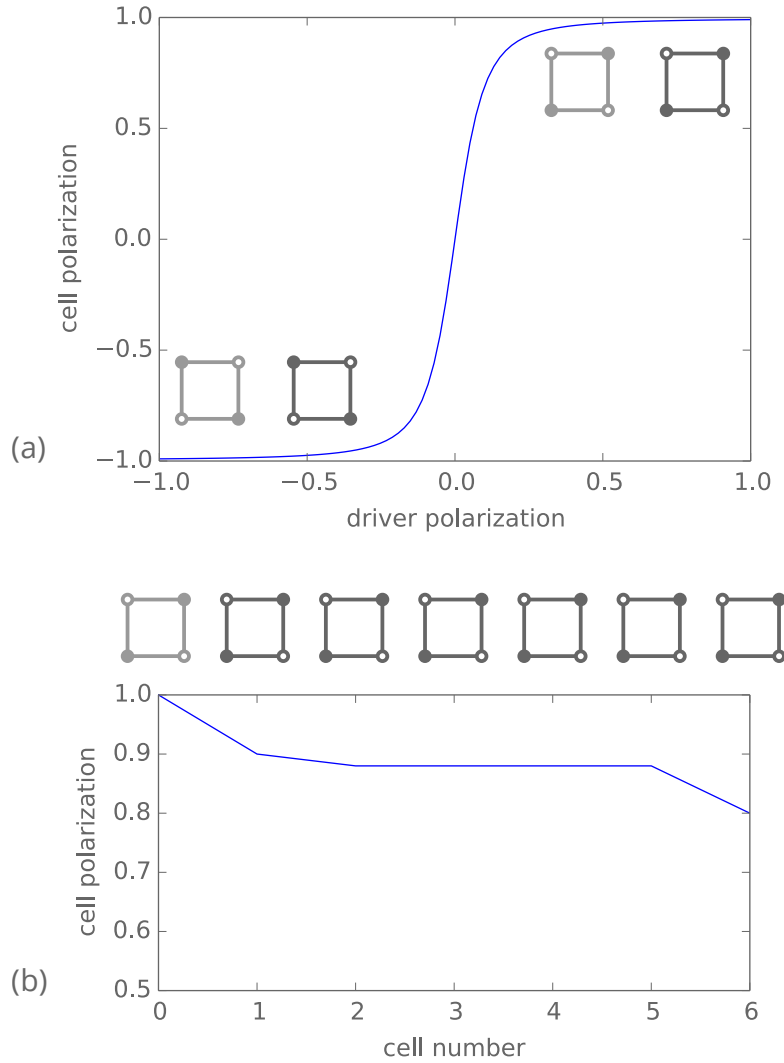 1.0
0.5
0.0
−0.5
−1.0
cell polarization
(a)
−1.0 −0.5 0.0 0.5 1.0
driver polarization
1.0
0.9
0.8
0.7
0.6
0.5
cell polarization
(b)
0 1 2 3 4 5 6
cell number